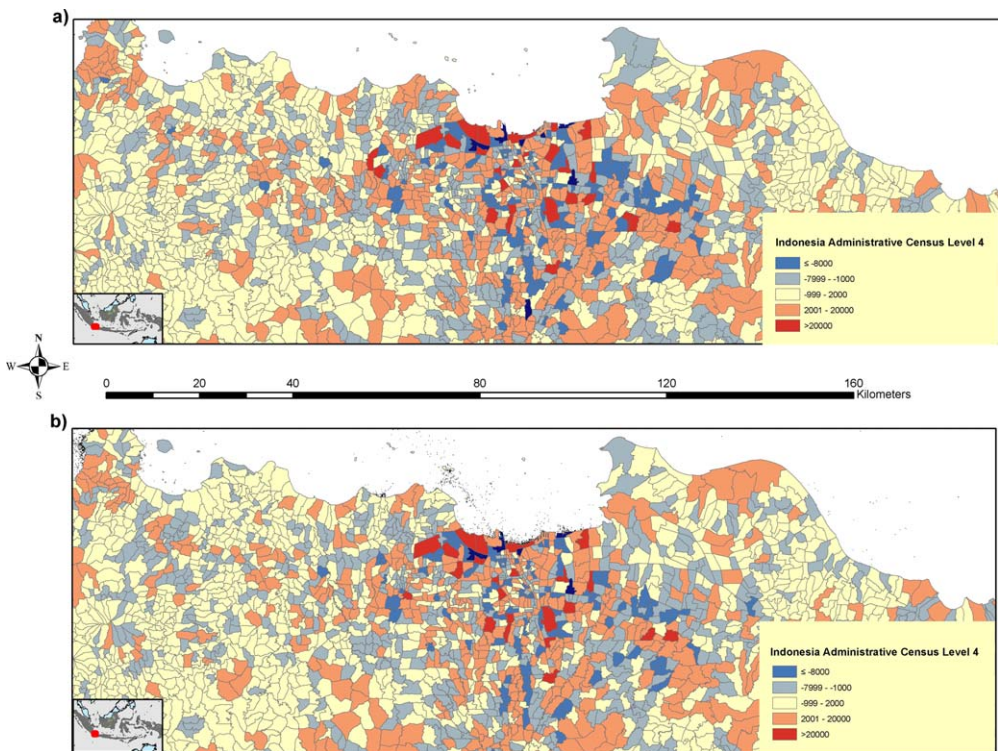 a)
Indonesia Administrative Census Level 4
≤ -8000
-7999 - -1000
-999 - 2000
2001 - 20000
>20000
N
W E
S
0 20 40 80 120 160
Kilometers
b)
Indonesia Administrative Census Level 4
≤ -8000
-7999 - -1000
-999 - 2000
2001 - 20000
>20000